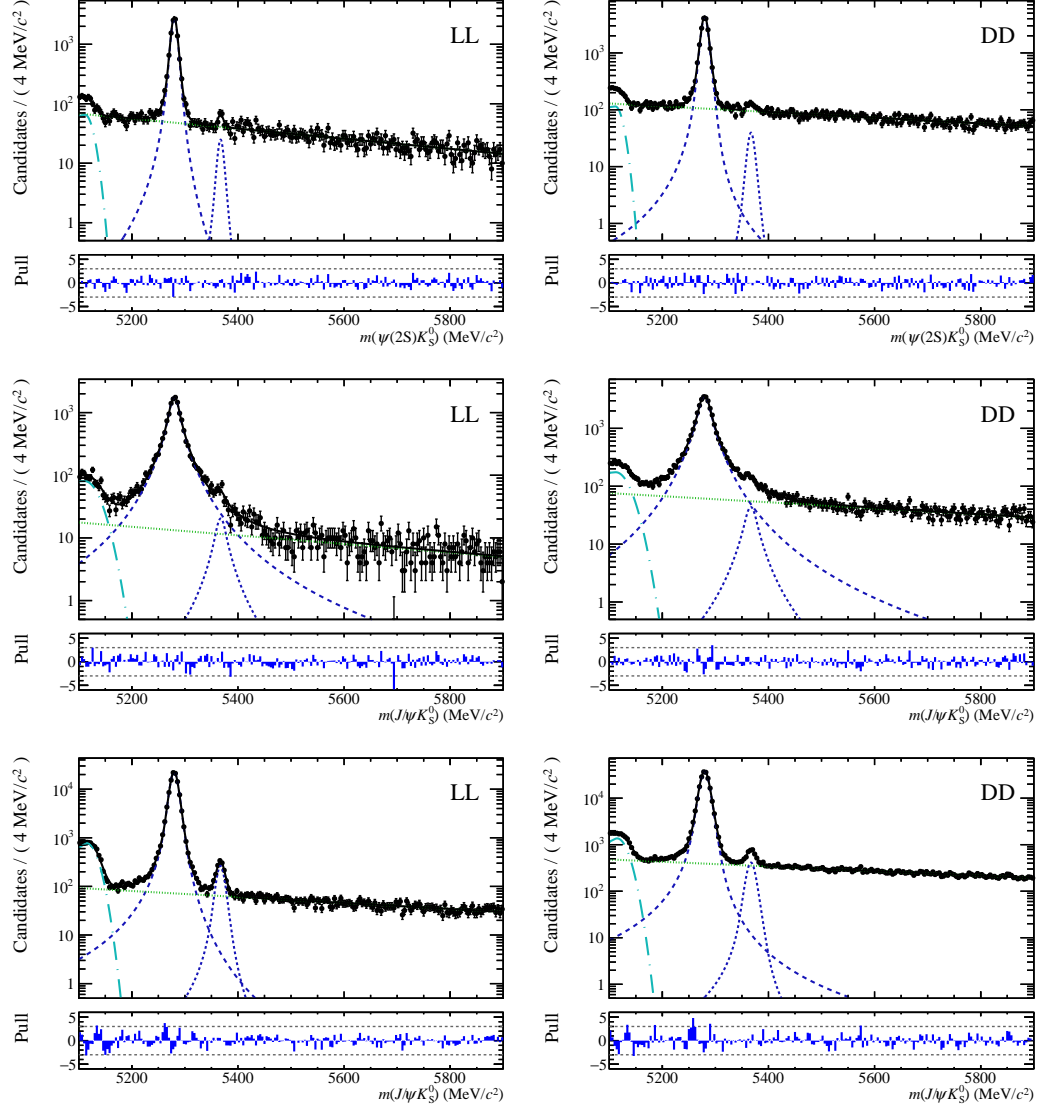 LL
Candidates / ( 4 MeV/c²)
10³
10²
10
1
Pull
5
0
−5
5200 5400 5600 5800
m(ψ(2S)K⁰S) (MeV/c²)
DD
Candidates / ( 4 MeV/c²)
10³
10²
10
1
Pull
5
0
−5
5200 5400 5600 5800
m(ψ(2S)K⁰S) (MeV/c²)
LL
Candidates / ( 4 MeV/c²)
10³
10²
10
1
Pull
5
0
−5
5200 5400 5600 5800
m(J/ψK⁰S) (MeV/c²)
DD
Candidates / ( 4 MeV/c²)
10³
10²
10
1
Pull
5
0
−5
5200 5400 5600 5800
m(J/ψK⁰S) (MeV/c²)
LL
Candidates / ( 4 MeV/c²)
10⁴
10³
10²
10
1
Pull
5
0
−5
5200 5400 5600 5800
m(J/ψK⁰S) (MeV/c²)
DD
Candidates / ( 4 MeV/c²)
10⁴
10³
10²
10
1
Pull
5
0
−5
5200 5400 5600 5800
m(J/ψK⁰S) (MeV/c²)